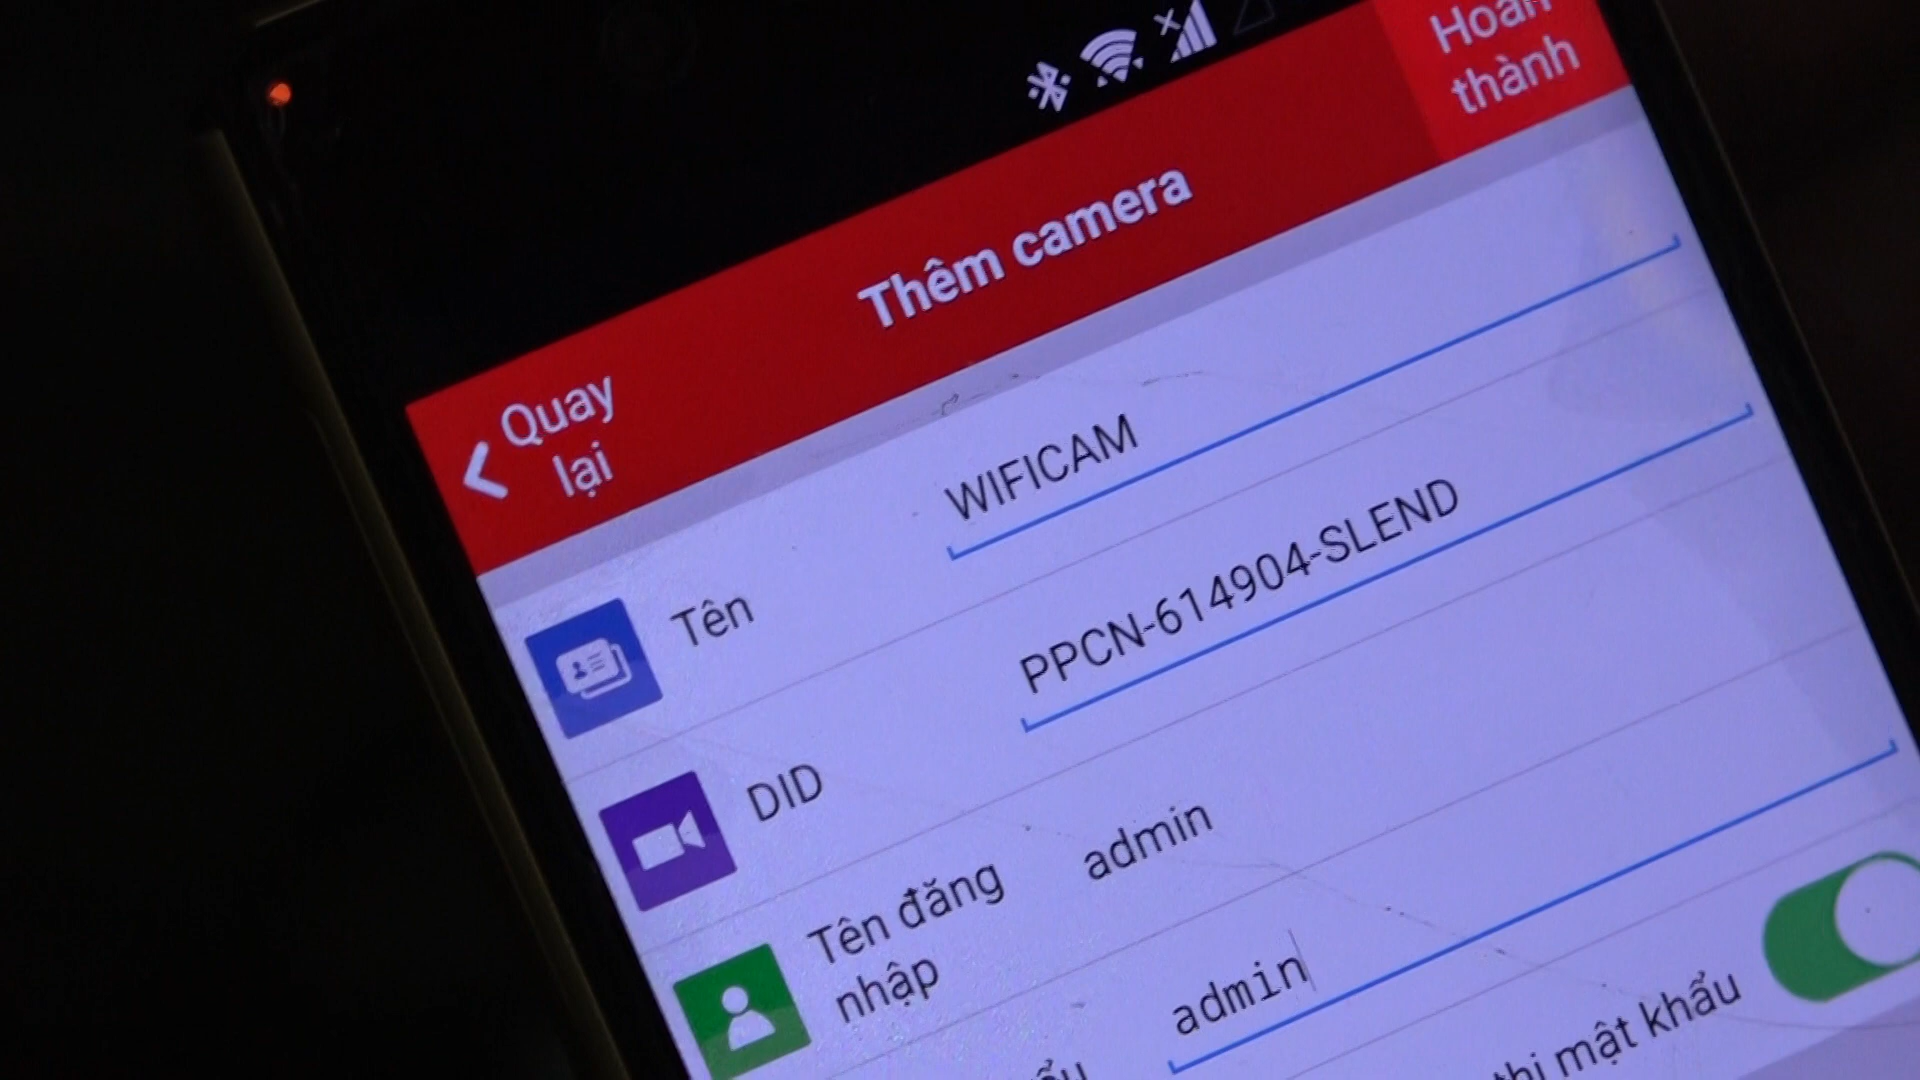 Hoàn
thành
Thêm camera
Quay
lại
Tên WIFICAM
DID PPCN-614904-SLEND
Tên đăng
nhập admin
admin
thị mật khẩu